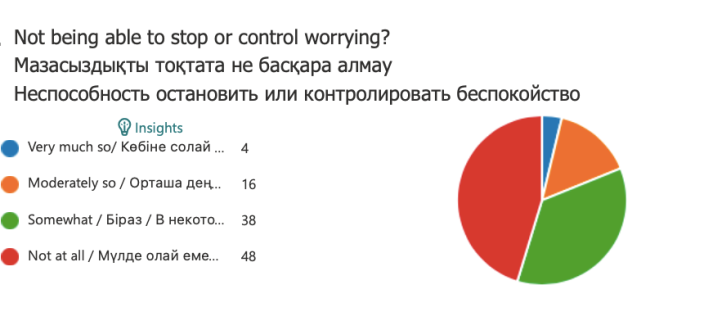 Not being able to stop or control worrying?
Мазасыздықты тоқтата не басқара алмау
Неспособность остановить или контролировать беспокойство
Insights
Very much so/ Көбіне солай ... 4
Moderately so / Орташа дең... 16
Somewhat / Біраз / В некото... 38
Not at all / Мүлде олай еме... 48